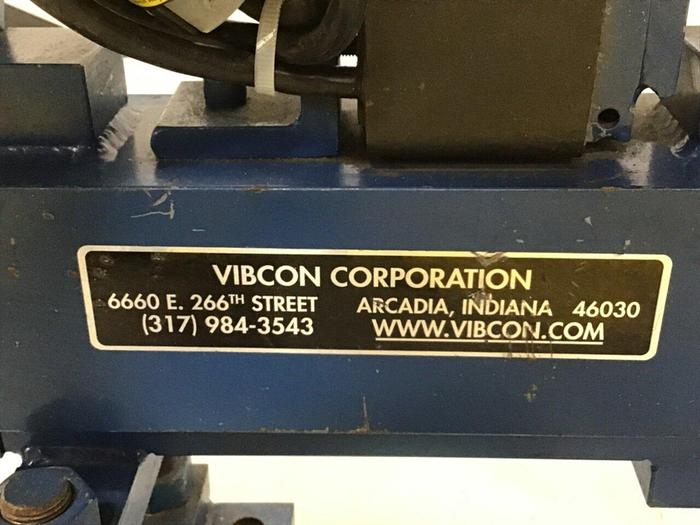 VIBCON CORPORATION
6660 E. 266TH STREET ARCADIA, INDIANA 46030
(317) 984-3543 WWW.VIBCON.COM